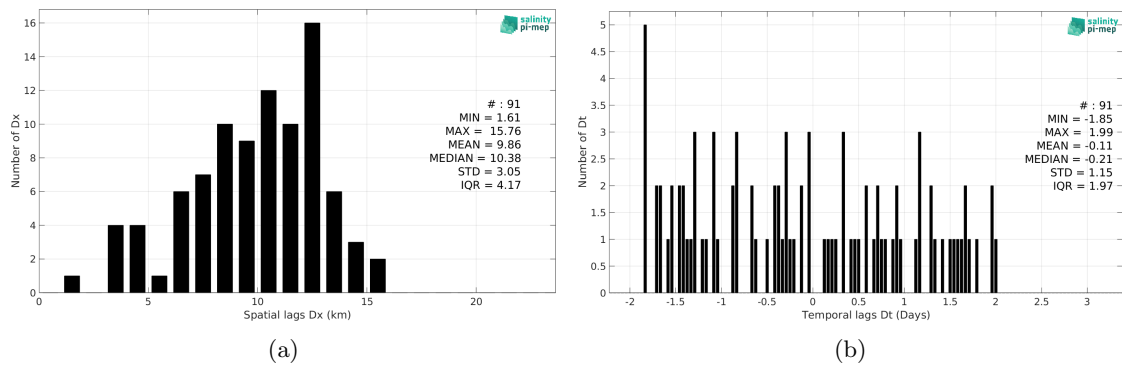 16
14
12
10
8
6
4
2
0
Number of Dx
salinity
pi-mep
# : 91
MIN = 1.61
MAX = 15.76
MEAN = 9.86
MEDIAN = 10.38
STD = 3.05
IQR = 4.17
0 5 10 15 20
Spatial lags Dx (km)
(a)
5
4.5
4
3.5
3
2.5
2
1.5
1
0.5
0
Number of Dt
salinity
pi-mep
# : 91
MIN = -1.85
MAX = 1.99
MEAN = -0.11
MEDIAN = -0.21
STD = 1.15
IQR = 1.97
-2 -1.5 -1 -0.5 0 0.5 1 1.5 2 2.5 3
Temporal lags Dt (Days)
(b)